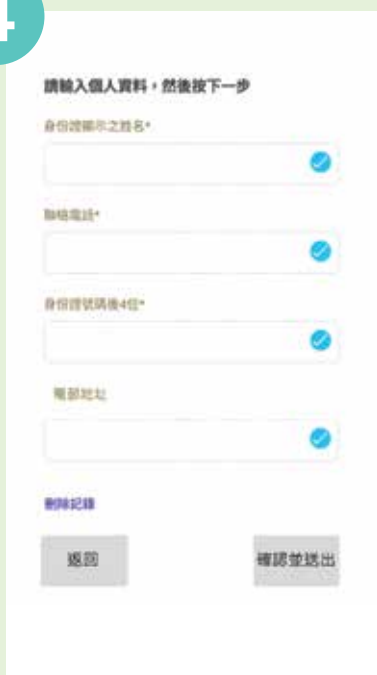 4
請輸入個人資料，然後按下一步
身份證顯示之姓名*
聯絡電話*
身份證號碼後4位*
電郵地址
刪除記錄
返回
確認並送出